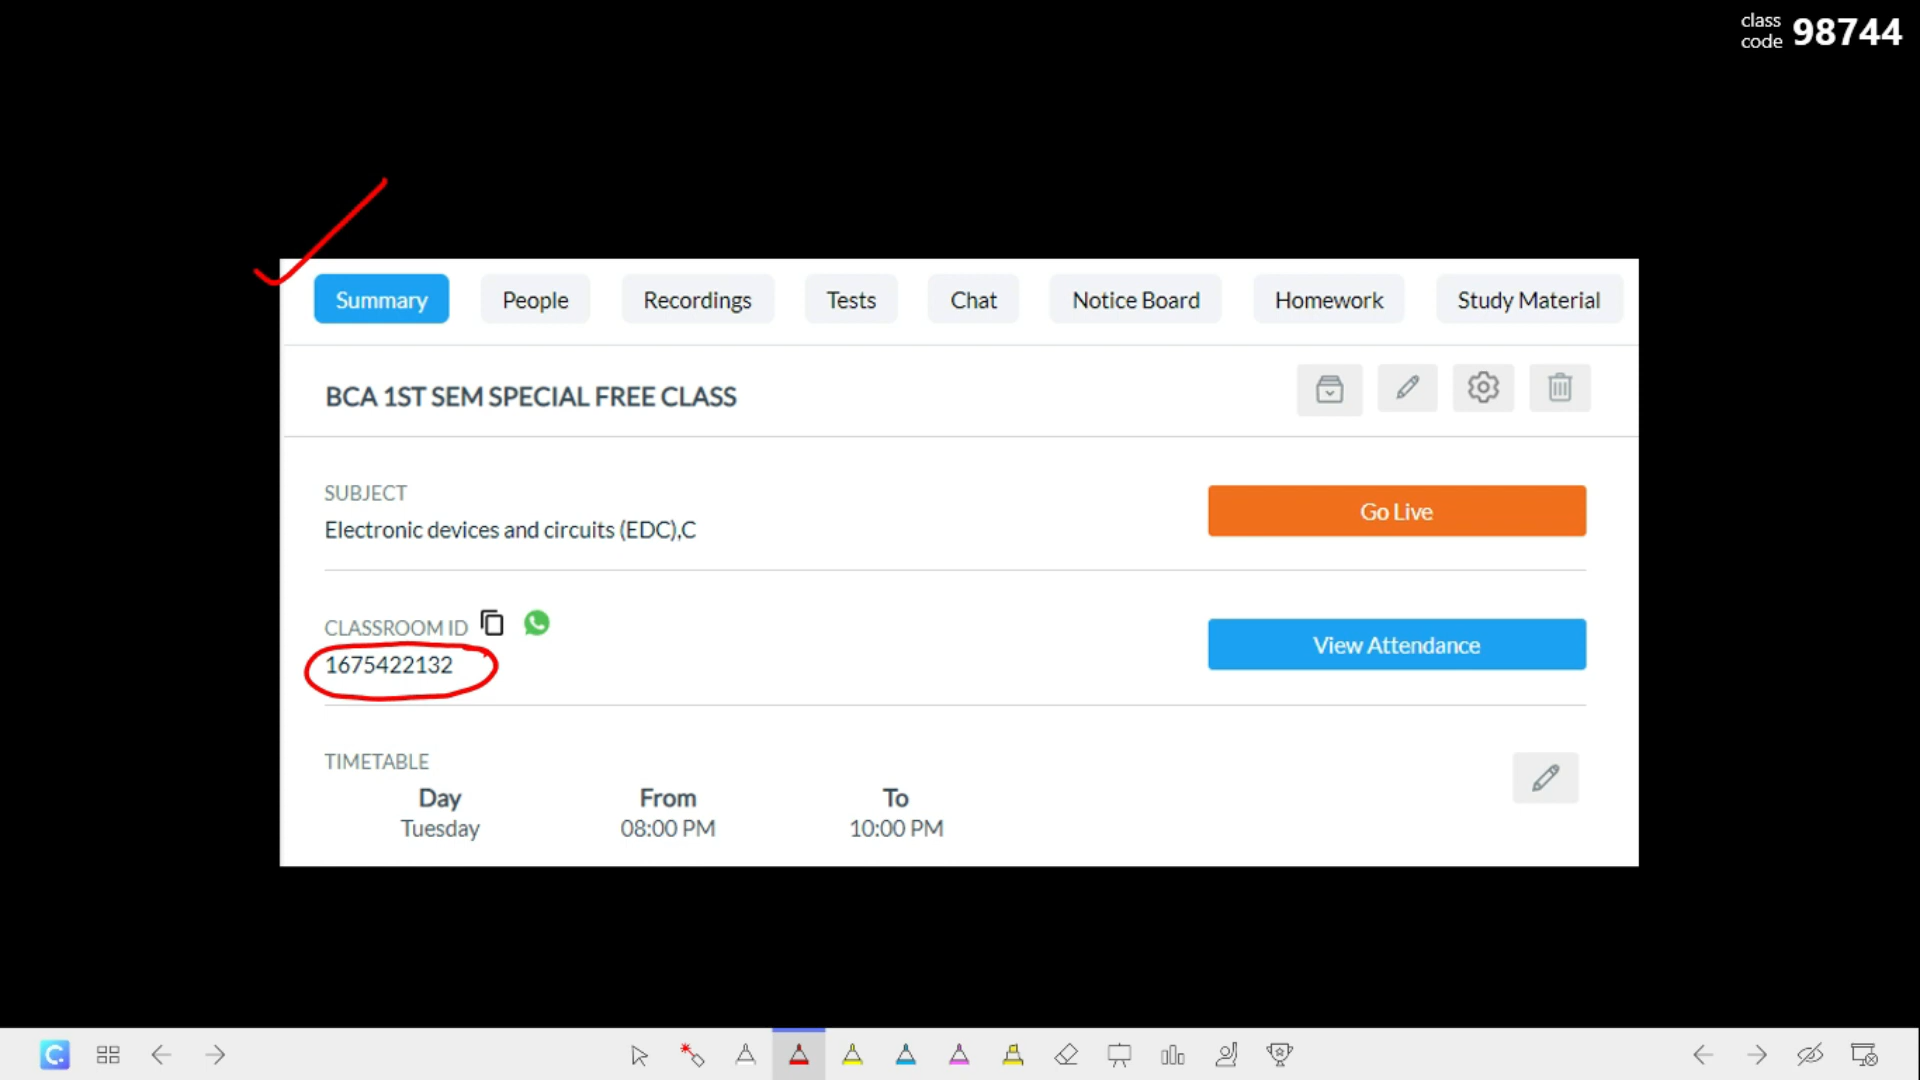 class
code 98744
Summary People Recordings Tests Chat Notice Board Homework Study Material
BCA 1ST SEM SPECIAL FREE CLASS
SUBJECT
Electronic devices and circuits (EDC),C
Go Live
CLASSROOM ID
1675422132
View Attendance
TIMETABLE
Day From To
Tuesday 08:00 PM 10:00 PM